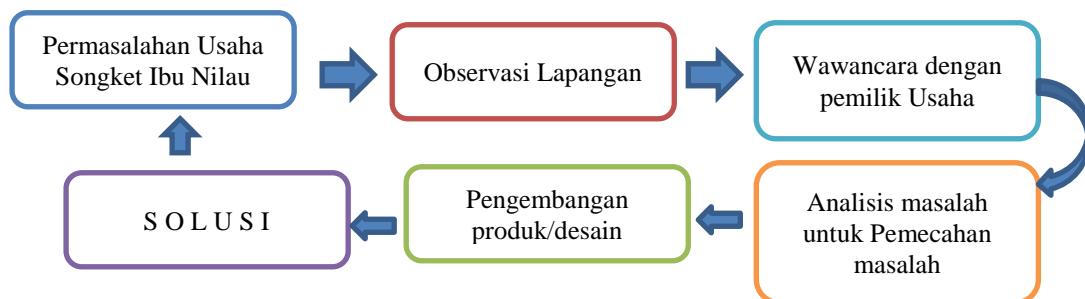 Permasalahan Usaha
Songket Ibu Nilau
Observasi Lapangan
Wawancara dengan
pemilik Usaha
Analisis masalah
untuk Pemecahan
masalah
Pengembangan
produk/desain
S O L U S I